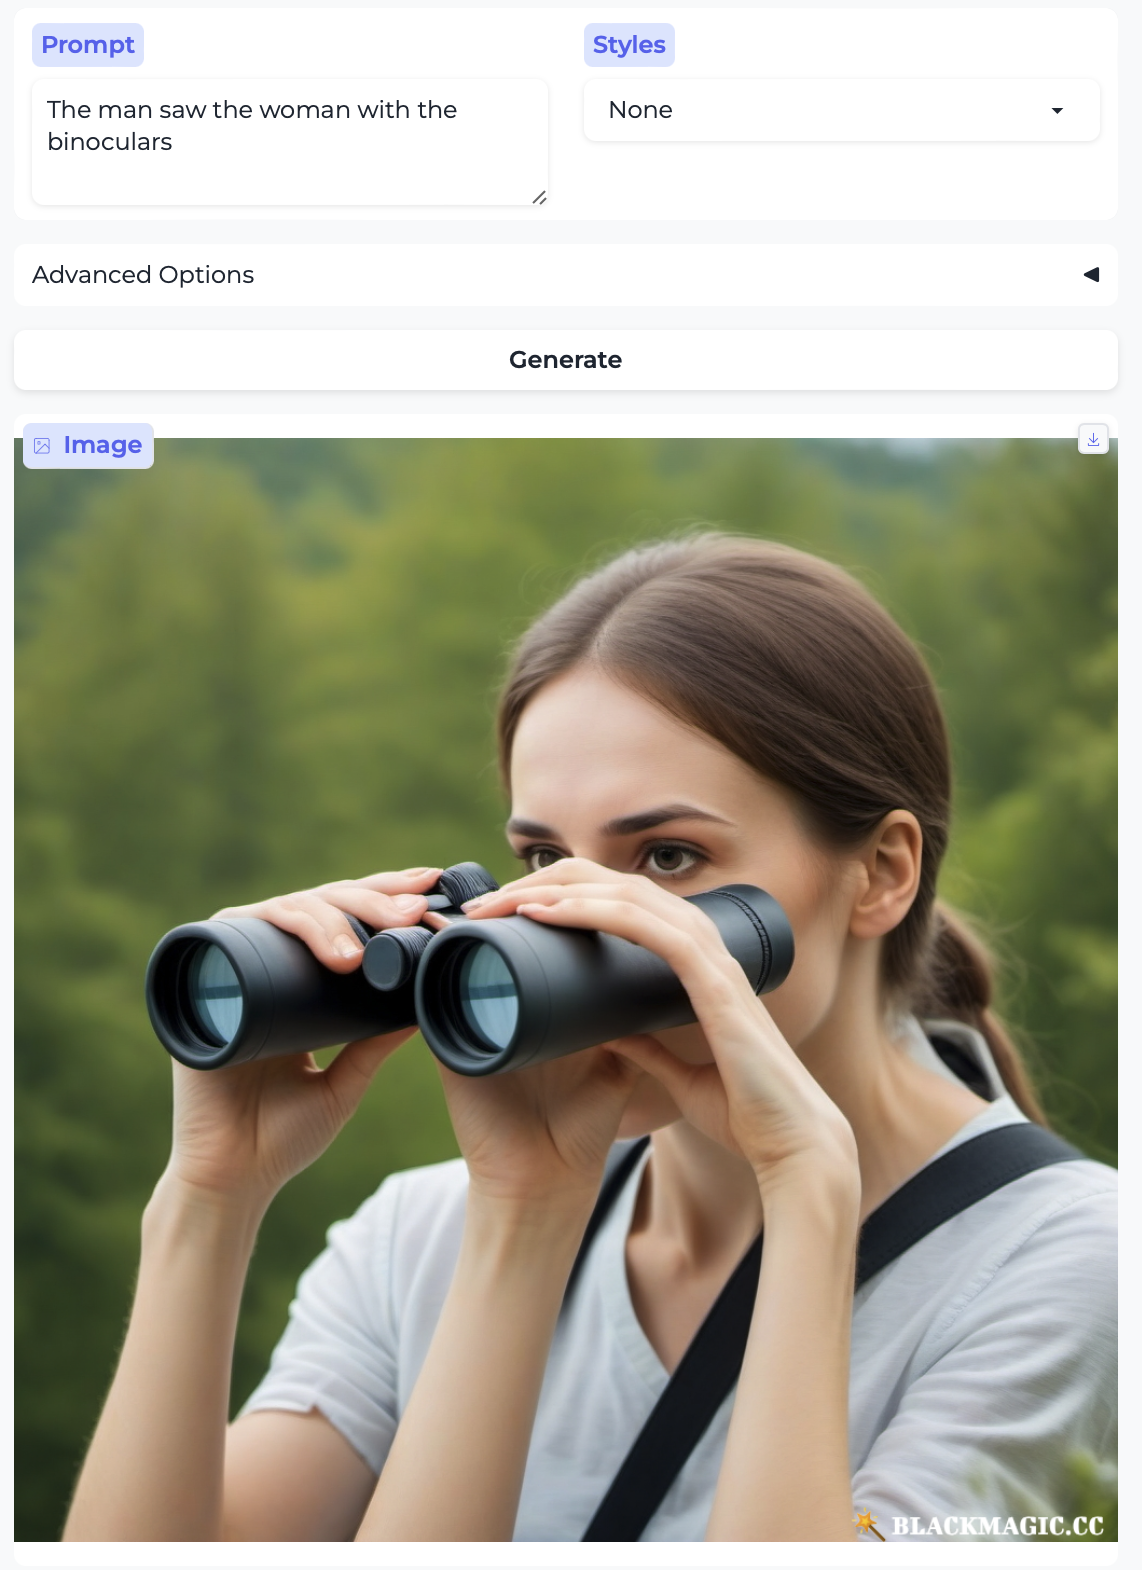 Prompt
Styles
The man saw the woman with the
binoculars
None
Advanced Options
Generate
Image
BLACKMAGIC.CC